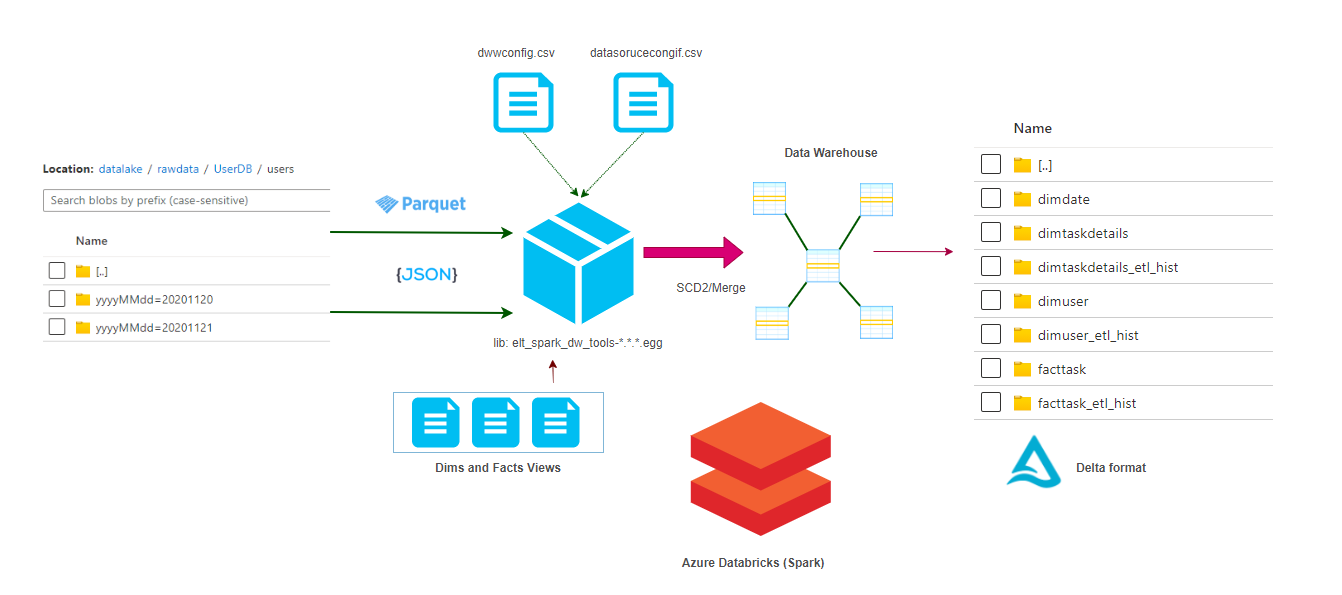 dwwconfig.csv
datasorucecongif.csv
Location: datalake / rawdata / UserDB / users
Search blobs by prefix (case-sensitive)
Name
[..]
yyyyMMdd=20201120
yyyyMMdd=20201121
Parquet
{JSON}
lib: elt_spark_dw_tools-*.*.*.egg
Dims and Facts Views
SCD2/Merge
Data Warehouse
Azure Databricks (Spark)
Name
[..]
dimdate
dimtaskdetails
dimtaskdetails_etl_hist
dimuser
dimuser_etl_hist
facttask
facttask_etl_hist
Delta format